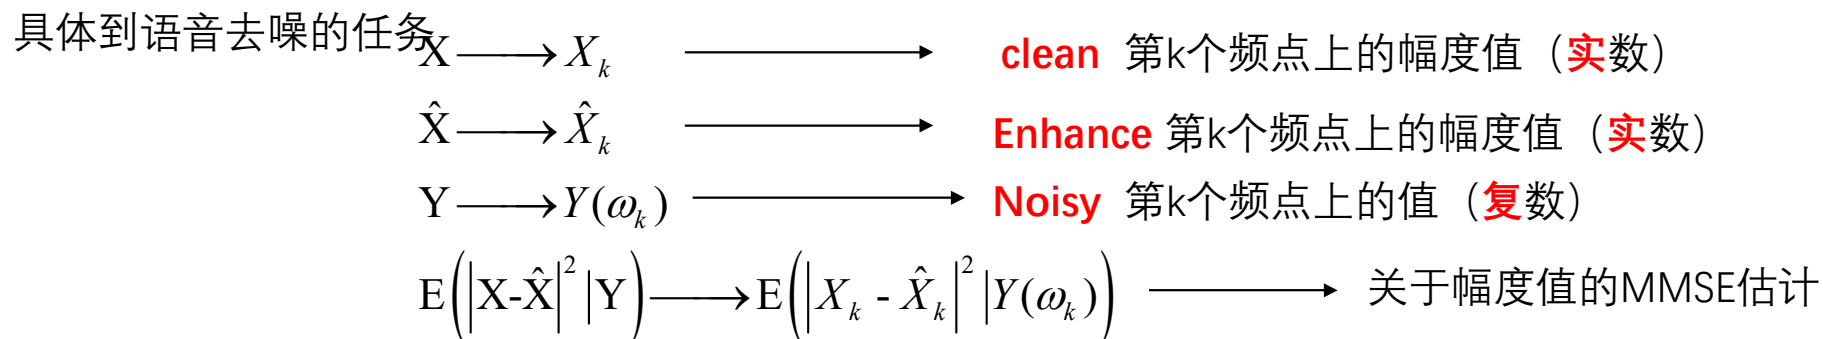 具体到语音去噪的任务
X ⟶ X_k ⟶ clean 第k个频点上的幅度值（实数）
X̂ ⟶ X̂_k ⟶ Enhance 第k个频点上的幅度值（实数）
Y ⟶ Y(ω_k) ⟶ Noisy 第k个频点上的值（复数）
E(|X-X̂|²|Y) ⟶ E(|X_k - X̂_k|²|Y(ω_k)) ⟶ 关于幅度值的MMSE估计